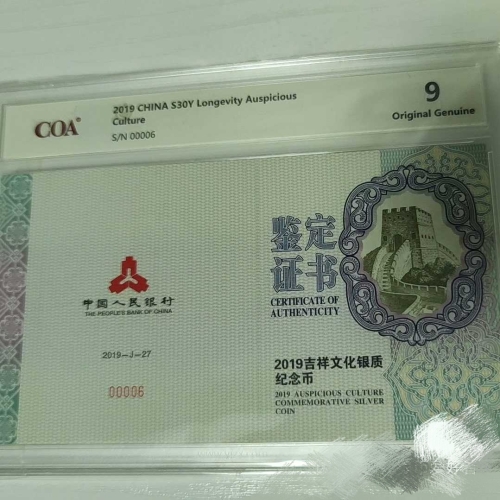 COA®
2019 CHINA S30Y Longevity Auspicious
Culture
S/N 00006
9
Original Genuine
中国人民银行
THE PEOPLE'S BANK OF CHINA
2019-J-27
00006
鉴定
证书
CERTIFICATE OF
AUTHENTICITY
2019吉祥文化银质
纪念币
2019 AUSPICIOUS CULTURE
COMMEMORATIVE SILVER
COIN